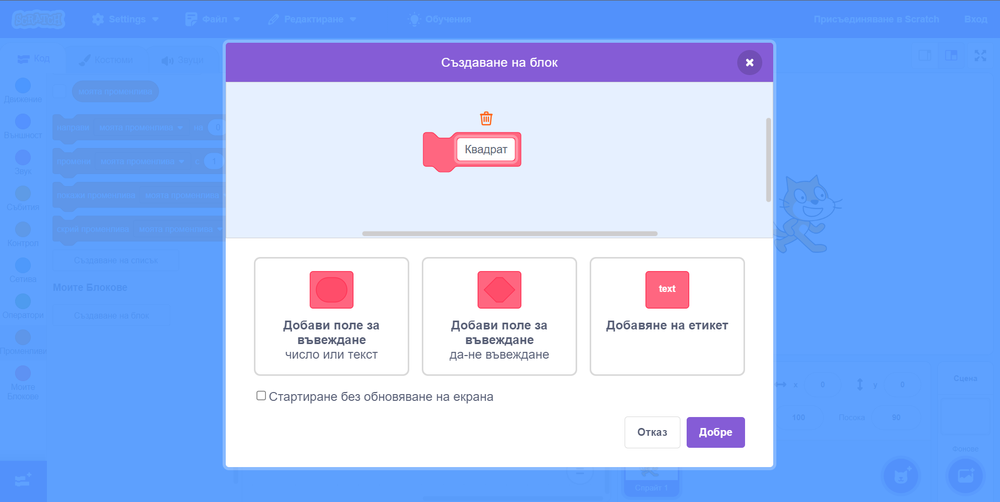 SCRATCH
Settings
Файл
Редактиране
Обучения
Присъединяване в Scratch
Вход
Код
Костюми
Звуци
Създаване на блок
Движение
Външност
Звук
Събития
Контрол
Сетива
Оператори
Променливи
Моите
Блокове
моята променлива
направи моята променлива на 0
промени моята променлива с 1
покажи променлива моята променлива
скрий променлива моята променлива
Създаване на списък
Моите Блокове
Създаване на блок
Квадрат
Добави поле за
въвеждане
число или текст
Добави поле за
въвеждане
да-не въвеждане
text
Добавяне на етикет
Стартиране без обновяване на екрана
Отказ
Добре
x 0
y 0
100
Посока 90
Сцена
Фонове
Спрайт 1